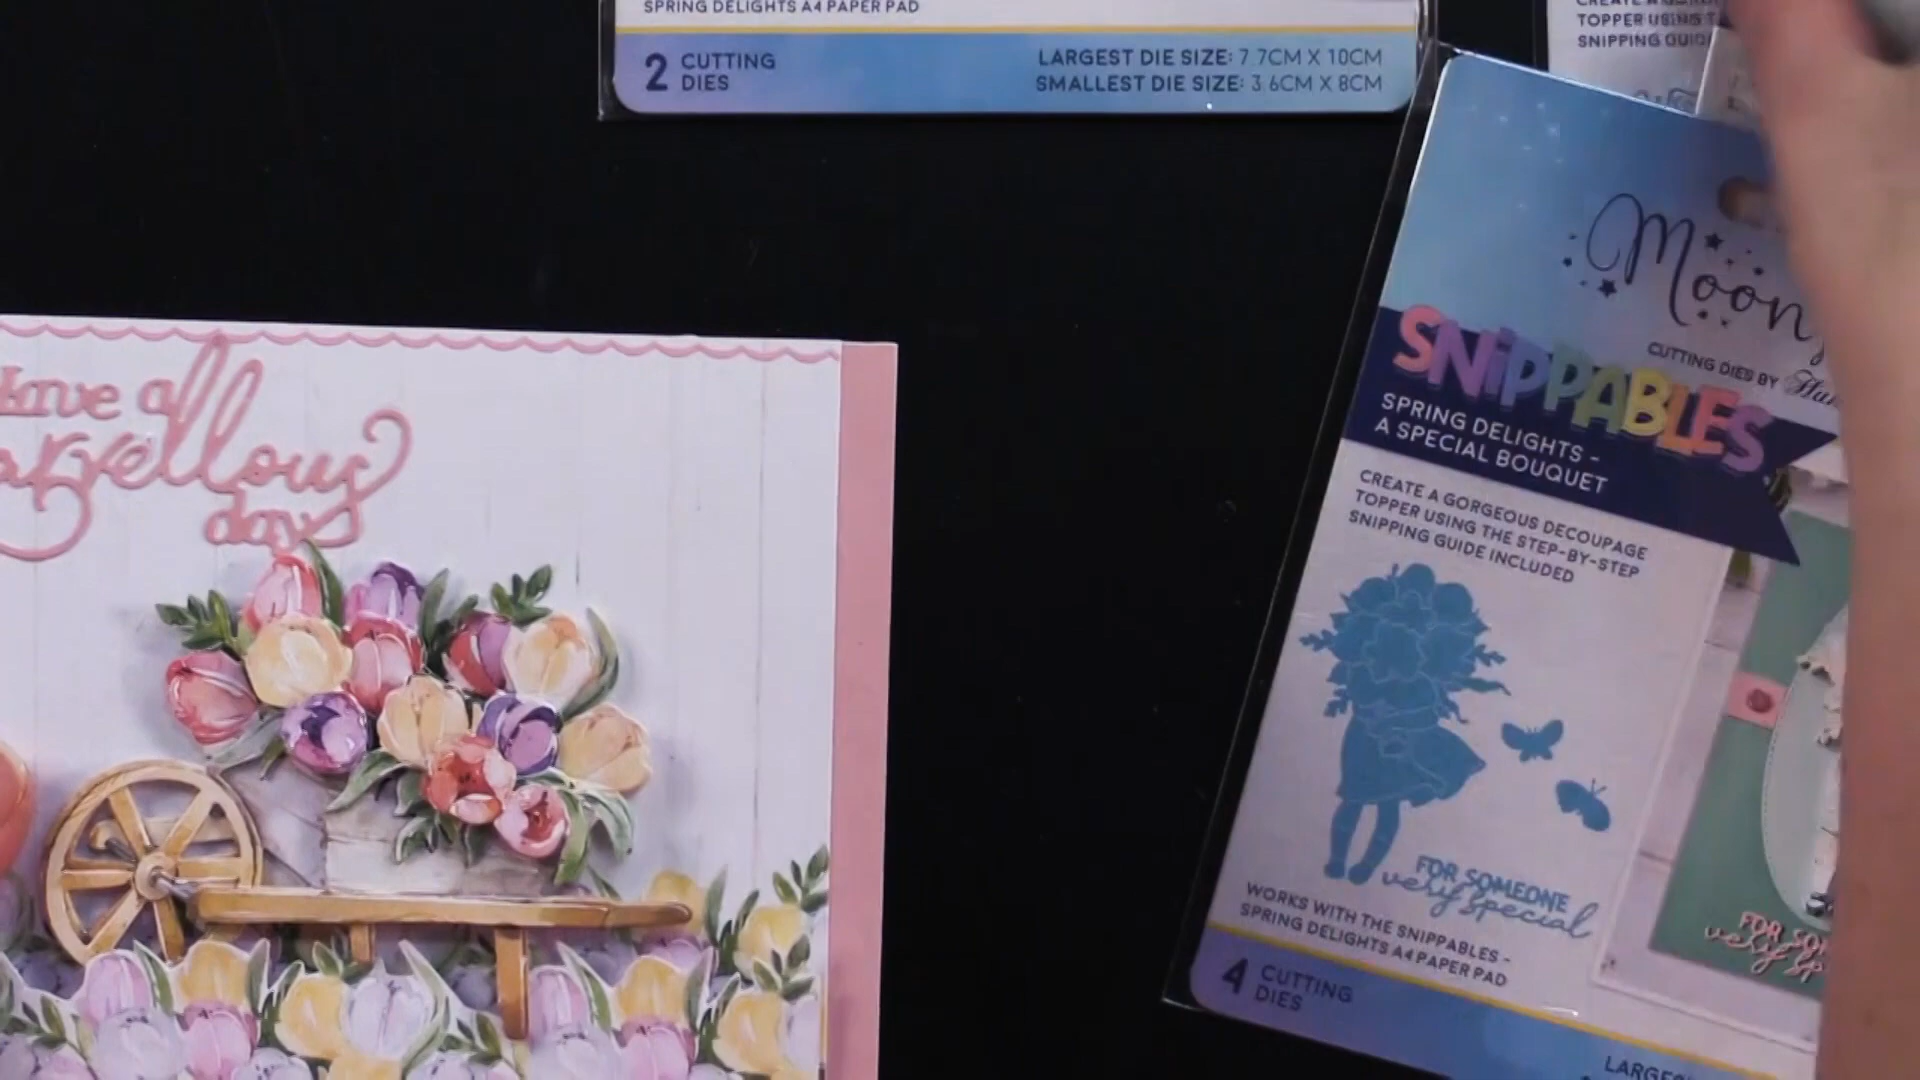 SPRING DELIGHTS A4 PAPER PAD
2 CUTTING DIES
LARGEST DIE SIZE: 7.7CM X 10CM
SMALLEST DIE SIZE: 3.6CM X 8CM
TOPPER USING
SNIPPING
Moon
CUTTING DIES BY
SNIPPABLES
SPRING DELIGHTS -
A SPECIAL BOUQUET
CREATE A GORGEOUS DECOUPAGE
TOPPER USING THE STEP-BY-STEP
SNIPPING GUIDE INCLUDED
FOR SOMEONE
very special
WORKS WITH THE SNIPPABLES -
SPRING DELIGHTS A4 PAPER PAD
4 CUTTING
DIES
FOR
very
Have a
day